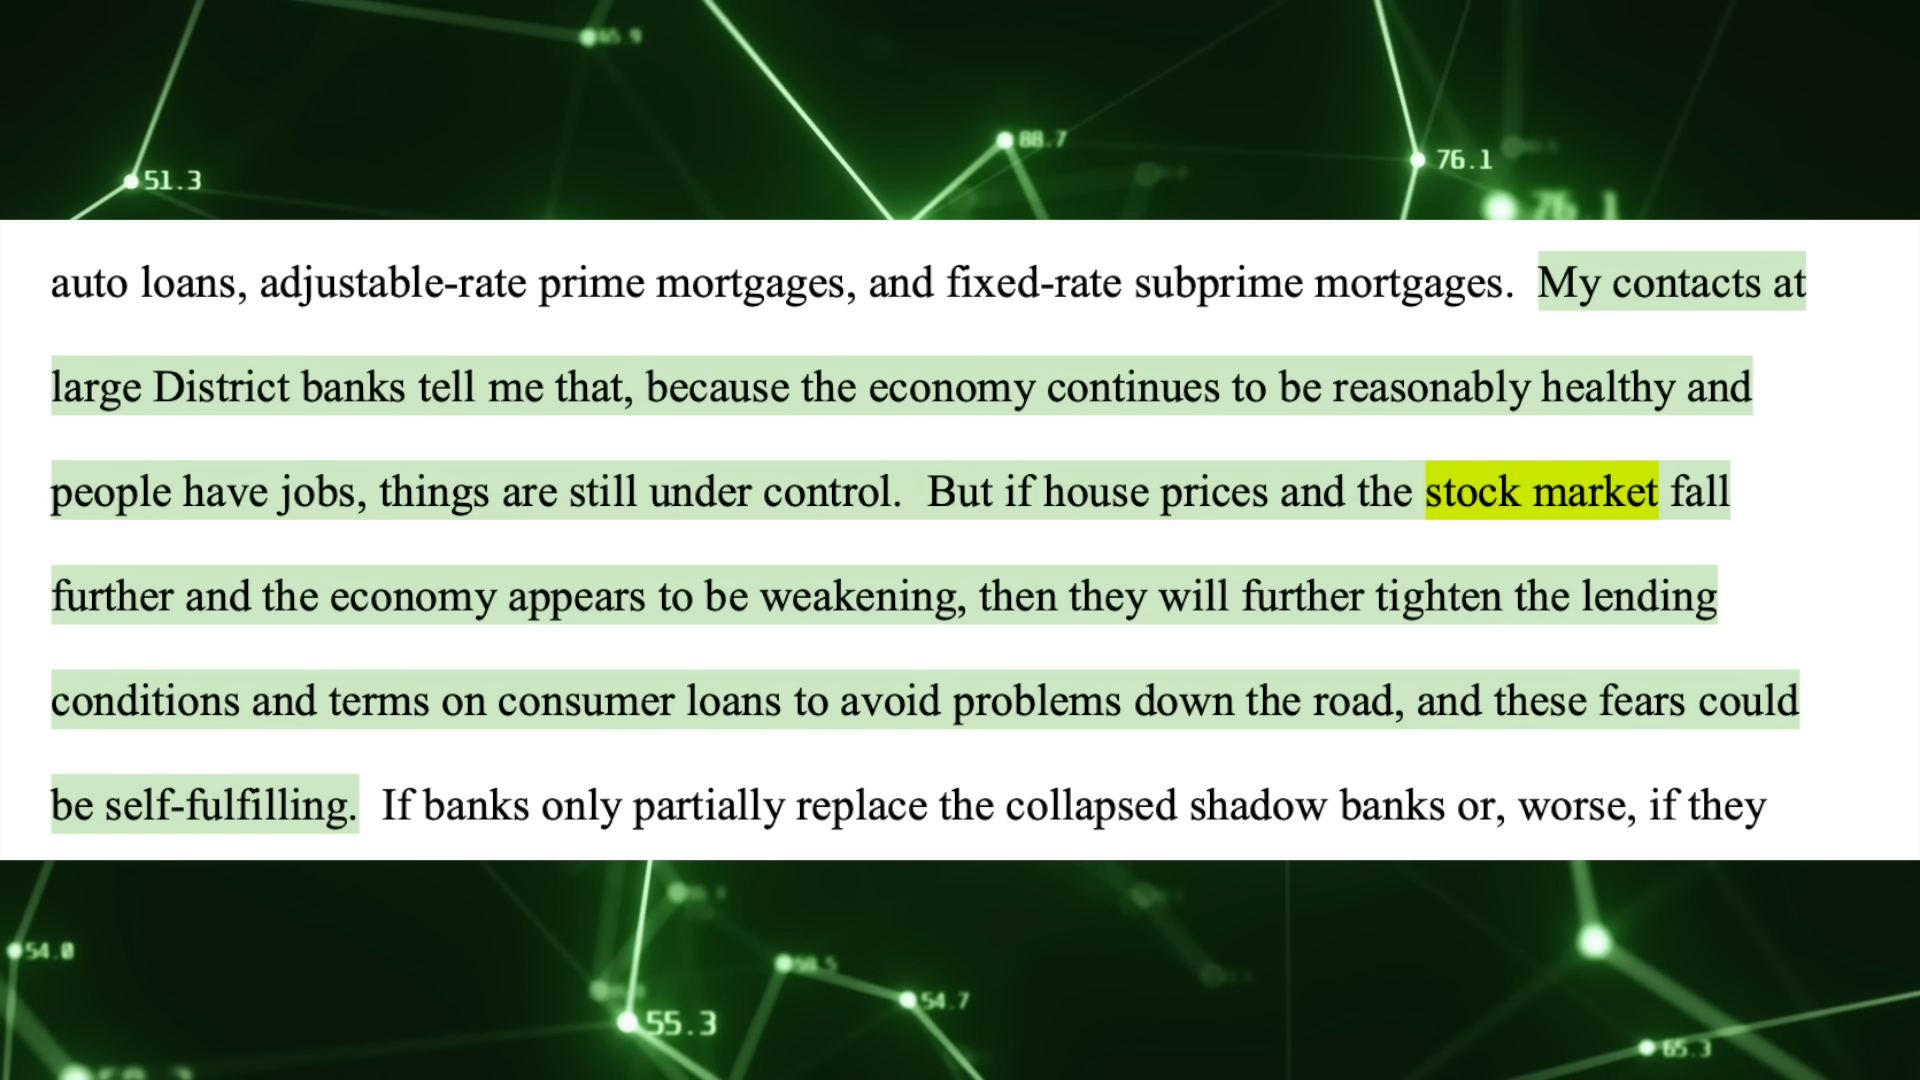 51.3
88.7
76.1
76.1
auto loans, adjustable-rate prime mortgages, and fixed-rate subprime mortgages.  My contacts at
large District banks tell me that, because the economy continues to be reasonably healthy and
people have jobs, things are still under control.  But if house prices and the stock market fall
further and the economy appears to be weakening, then they will further tighten the lending
conditions and terms on consumer loans to avoid problems down the road, and these fears could
be self-fulfilling.  If banks only partially replace the collapsed shadow banks or, worse, if they
54.0
54.7
55.3
65.3